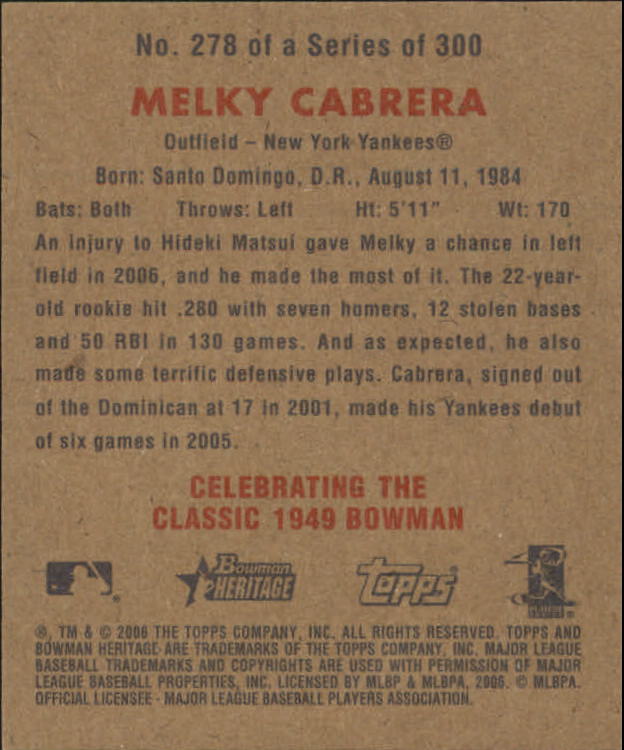 No. 278 of a Series of 300
MELKY CABRERA
Outfield – New York Yankees®
Born: Santo Domingo, D.R., August 11, 1984
Bats: Both Throws: Left Ht: 5'11" Wt: 170
An injury to Hideki Matsui gave Melky a chance in left
field in 2006, and he made the most of it. The 22-year-
old rookie hit .280 with seven homers, 12 stolen bases
and 50 RBI in 130 games. And as expected, he also
made some terrific defensive plays. Cabrera, signed out
of the Dominican at 17 in 2001, made his Yankees debut
of six games in 2005.
CELEBRATING THE
CLASSIC 1949 BOWMAN
Bowman
HERITAGE
Topps
®, TM & © 2006 THE TOPPS COMPANY, INC. ALL RIGHTS RESERVED. TOPPS AND
BOWMAN HERITAGE ARE TRADEMARKS OF THE TOPPS COMPANY, INC. MAJOR LEAGUE
BASEBALL TRADEMARKS AND COPYRIGHTS ARE USED WITH PERMISSION OF MAJOR
LEAGUE BASEBALL PROPERTIES, INC. LICENSED BY MLBP & MLBPA, 2006. © MLBPA.
OFFICIAL LICENSEE - MAJOR LEAGUE BASEBALL PLAYERS ASSOCIATION.